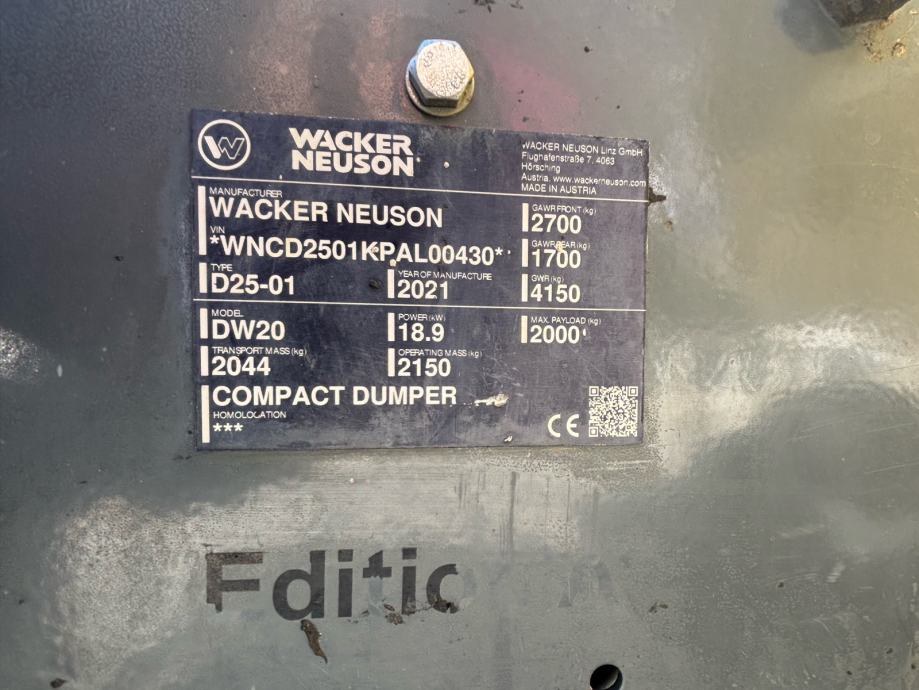 WACKER
NEUSON
WACKER NEUSON Linz GmbH
Flughafenstraße 7, 4063
Hörsching
Austria, www.wackerneuson.com
MADE IN AUSTRIA
MANUFACTURER
WACKER NEUSON
GAWR FRONT (kg)
2700
VIN
*WNCD2501KPAL00430*
GAWR REAR (kg)
1700
TYPE
D25-01
YEAR OF MANUFACTURE
2021
GWR (kg)
4150
MODEL
DW20
POWER (kW)
18.9
MAX. PAYLOAD (kg)
2000
TRANSPORT MASS (kg)
2044
OPERATING MASS (kg)
2150
COMPACT DUMPER
HOMOLOGATION
***
CE